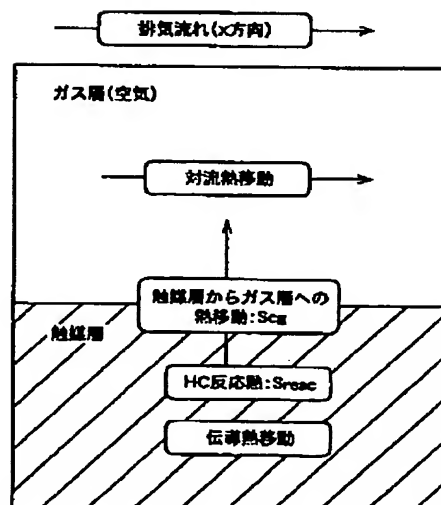 排気流れ(x方向)
ガス層(空気)
対流熱移動
触媒層からガス層への
熱移動:Scg
触媒層
HC反応熱:Sreac
伝導熱移動